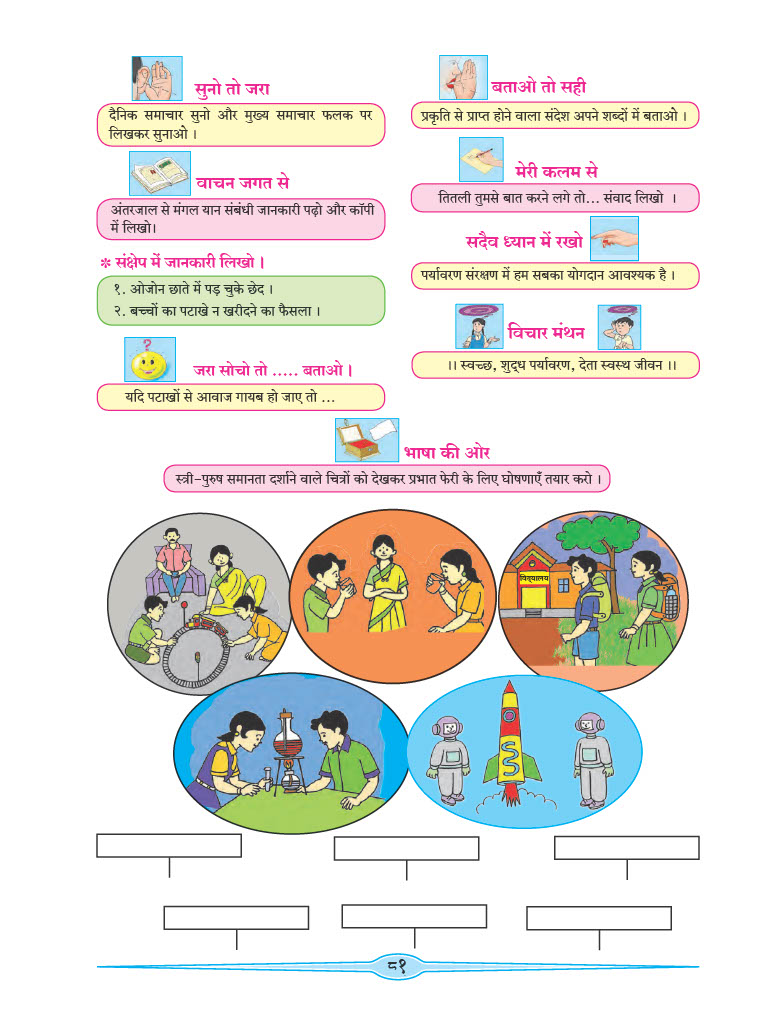 सुनो तो जरा
दैनिक समाचार सुनो और मुख्य समाचार फलक पर
लिखकर सुनाओ ।
वाचन जगत से
अंतरजाल से मंगल यान संबंधी जानकारी पढ़ो और कॉपी
में लिखो।
* संक्षेप में जानकारी लिखो ।
१. ओजोन छाते में पड़ चुके छेद ।
२. बच्चों का पटाखे न खरीदने का फैसला ।
?
जरा सोचो तो ..... बताओ ।
यदि पटाखों से आवाज गायब हो जाए तो ...
बताओ तो सही
प्रकृति से प्राप्त होने वाला संदेश अपने शब्दों में बताओ ।
मेरी कलम से
तितली तुमसे बात करने लगे तो... संवाद लिखो ।
सदैव ध्यान में रखो
पर्यावरण संरक्षण में हम सबका योगदान आवश्यक है ।
विचार मंथन
।। स्वच्छ, शुद्ध पर्यावरण, देता स्वस्थ जीवन ।।
भाषा की ओर
स्त्री-पुरुष समानता दर्शाने वाले चित्रों को देखकर प्रभात फेरी के लिए घोषणाएँ तयार करो ।
विद्यालय
८१